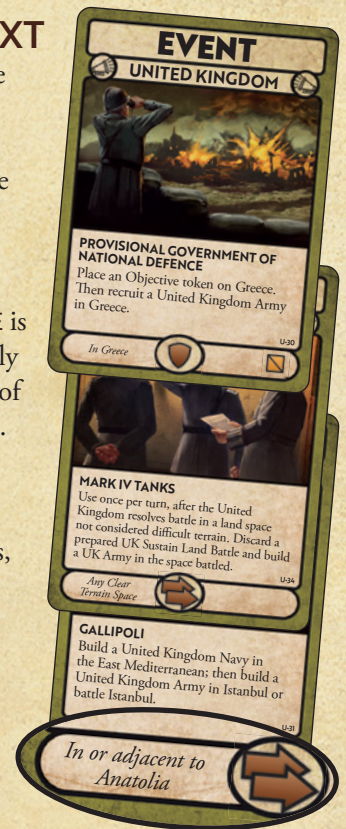 EXT
e
e
is
ly
of
.
s,
EVENT
UNITED KINGDOM
PROVISIONAL GOVERNMENT OF
NATIONAL DEFENCE
Place an Objective token on Greece.
Then recruit a United Kingdom Army
in Greece.
U-30
In Greece
MARK IV TANKS
Use once per turn, after the United
Kingdom resolves battle in a land space
not considered difficult terrain. Discard a
prepared UK Sustain Land Battle and build
a UK Army in the space battled.
U-34
Any Clear
Terrain Space
GALLIPOLI
Build a United Kingdom Navy in
the East Mediterranean; then build a
United Kingdom Army in Istanbul or
battle Istanbul.
U-31
In or adjacent to
Anatolia